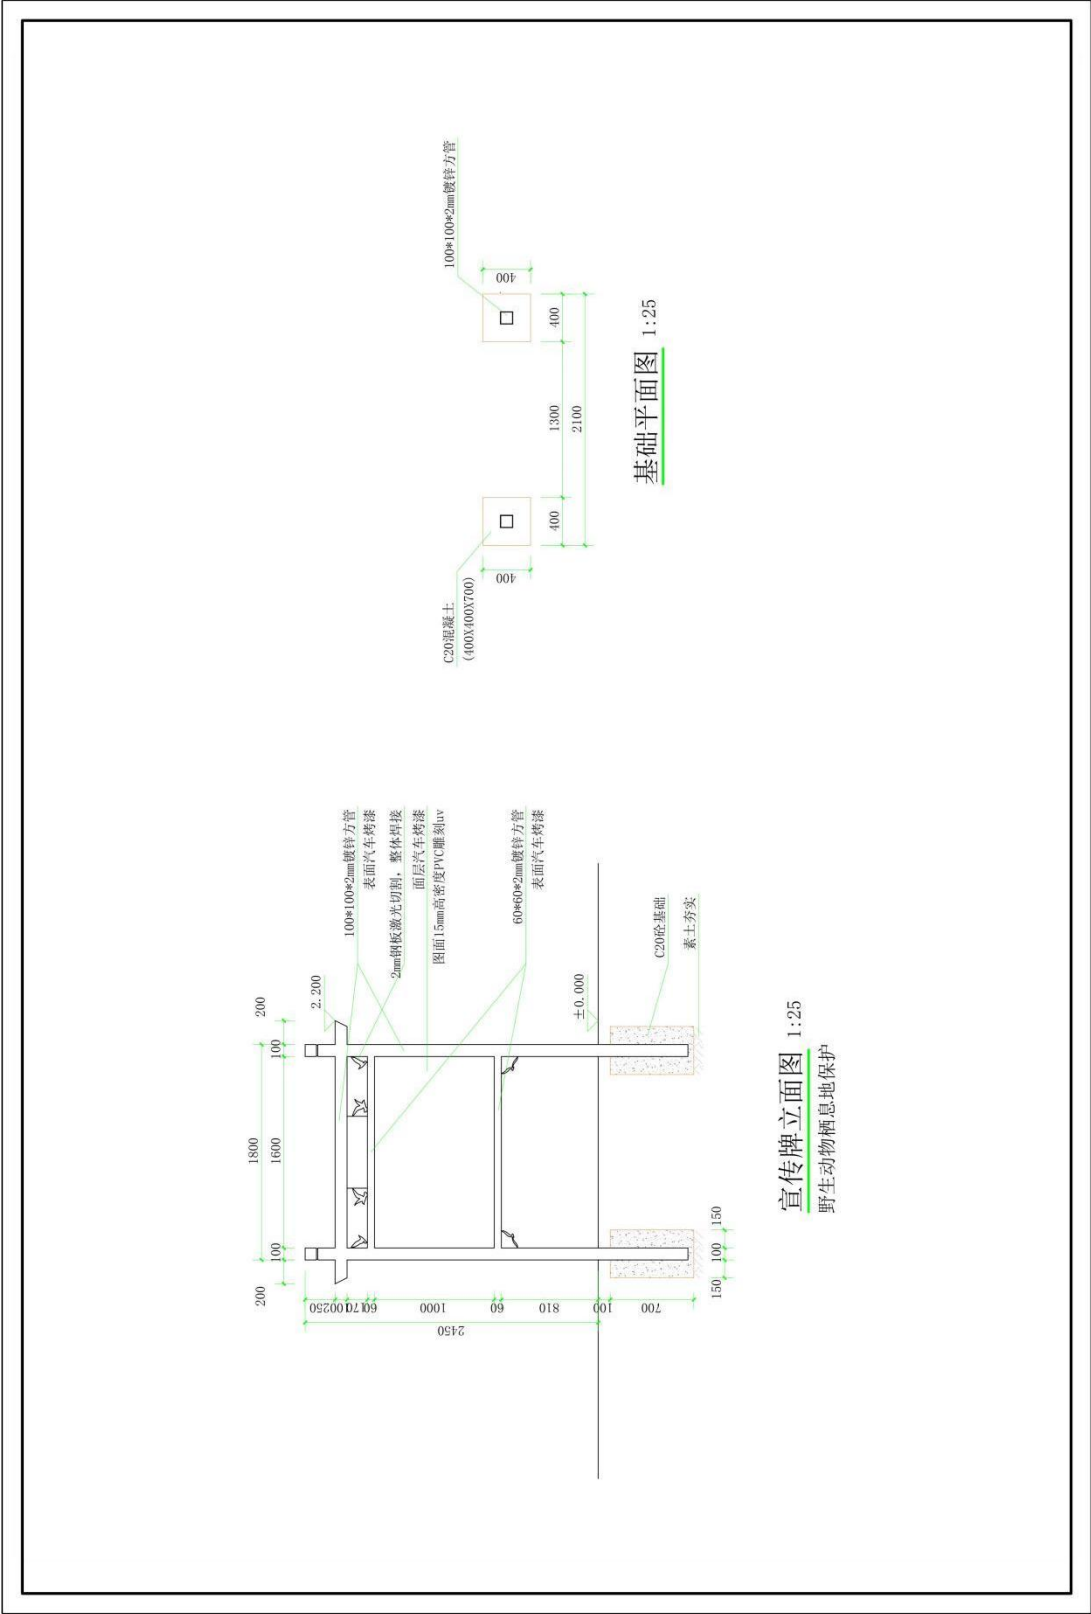 200
100
1800
1600
100
200
2.200
100*100*2mm镀锌方管
表面汽车烤漆
2mm钢板激光切割，整体焊接
面层汽车烤漆
图面15mm高密度PVC雕刻uv
60*60*2mm镀锌方管
表面汽车烤漆
250
100
170
60
1000
60
810
100
700
2450
±0.000
C20砼基础
素土夯实
150
100
150
150
宣传牌立面图 1:25
野生动物栖息地保护
C20混凝土
(400X400X700)
100*100*2mm镀锌方管
400
400
400
1300
400
2100
基础平面图 1:25